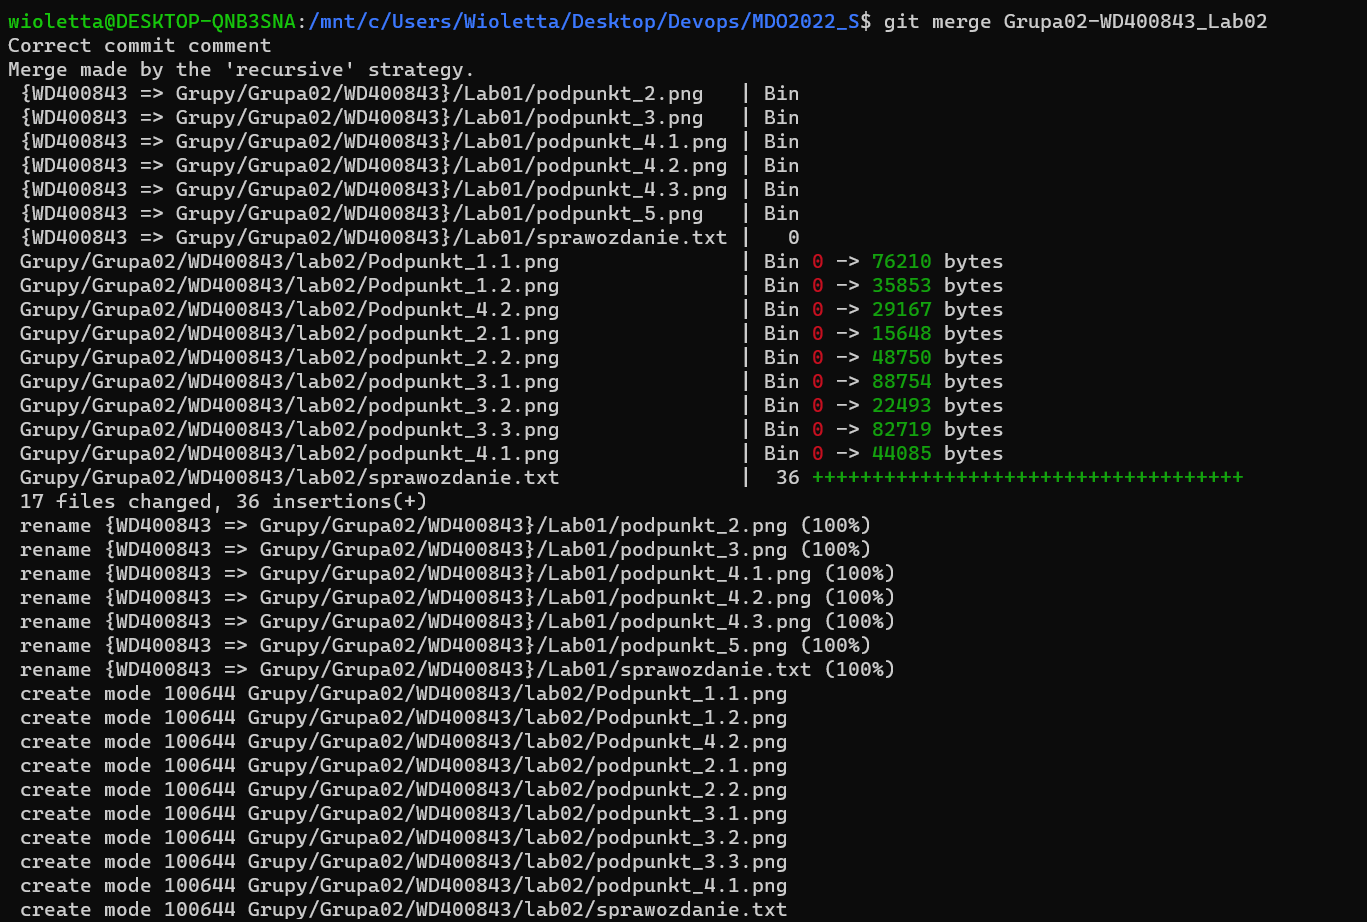 wioletta@DESKTOP-QNB3SNA:/mnt/c/Users/Wioletta/Desktop/Devops/MDO2022_S$ git merge Grupa02-WD400843_Lab02
Correct commit comment
Merge made by the 'recursive' strategy.
 {WD400843 => Grupy/Grupa02/WD400843}/Lab01/podpunkt_2.png   | Bin
 {WD400843 => Grupy/Grupa02/WD400843}/Lab01/podpunkt_3.png   | Bin
 {WD400843 => Grupy/Grupa02/WD400843}/Lab01/podpunkt_4.1.png | Bin
 {WD400843 => Grupy/Grupa02/WD400843}/Lab01/podpunkt_4.2.png | Bin
 {WD400843 => Grupy/Grupa02/WD400843}/Lab01/podpunkt_4.3.png | Bin
 {WD400843 => Grupy/Grupa02/WD400843}/Lab01/podpunkt_5.png   | Bin
 {WD400843 => Grupy/Grupa02/WD400843}/Lab01/sprawozdanie.txt |   0
 Grupy/Grupa02/WD400843/lab02/Podpunkt_1.1.png               | Bin 0 -> 76210 bytes
 Grupy/Grupa02/WD400843/lab02/Podpunkt_1.2.png               | Bin 0 -> 35853 bytes
 Grupy/Grupa02/WD400843/lab02/Podpunkt_4.2.png               | Bin 0 -> 29167 bytes
 Grupy/Grupa02/WD400843/lab02/podpunkt_2.1.png               | Bin 0 -> 15648 bytes
 Grupy/Grupa02/WD400843/lab02/podpunkt_2.2.png               | Bin 0 -> 48750 bytes
 Grupy/Grupa02/WD400843/lab02/podpunkt_3.1.png               | Bin 0 -> 88754 bytes
 Grupy/Grupa02/WD400843/lab02/podpunkt_3.2.png               | Bin 0 -> 22493 bytes
 Grupy/Grupa02/WD400843/lab02/podpunkt_3.3.png               | Bin 0 -> 82719 bytes
 Grupy/Grupa02/WD400843/lab02/podpunkt_4.1.png               | Bin 0 -> 44085 bytes
 Grupy/Grupa02/WD400843/lab02/sprawozdanie.txt               |  36 ++++++++++++++++++++++++++++++++++++
 17 files changed, 36 insertions(+)
 rename {WD400843 => Grupy/Grupa02/WD400843}/Lab01/podpunkt_2.png (100%)
 rename {WD400843 => Grupy/Grupa02/WD400843}/Lab01/podpunkt_3.png (100%)
 rename {WD400843 => Grupy/Grupa02/WD400843}/Lab01/podpunkt_4.1.png (100%)
 rename {WD400843 => Grupy/Grupa02/WD400843}/Lab01/podpunkt_4.2.png (100%)
 rename {WD400843 => Grupy/Grupa02/WD400843}/Lab01/podpunkt_4.3.png (100%)
 rename {WD400843 => Grupy/Grupa02/WD400843}/Lab01/podpunkt_5.png (100%)
 rename {WD400843 => Grupy/Grupa02/WD400843}/Lab01/sprawozdanie.txt (100%)
 create mode 100644 Grupy/Grupa02/WD400843/lab02/Podpunkt_1.1.png
 create mode 100644 Grupy/Grupa02/WD400843/lab02/Podpunkt_1.2.png
 create mode 100644 Grupy/Grupa02/WD400843/lab02/Podpunkt_4.2.png
 create mode 100644 Grupy/Grupa02/WD400843/lab02/podpunkt_2.1.png
 create mode 100644 Grupy/Grupa02/WD400843/lab02/podpunkt_2.2.png
 create mode 100644 Grupy/Grupa02/WD400843/lab02/podpunkt_3.1.png
 create mode 100644 Grupy/Grupa02/WD400843/lab02/podpunkt_3.2.png
 create mode 100644 Grupy/Grupa02/WD400843/lab02/podpunkt_3.3.png
 create mode 100644 Grupy/Grupa02/WD400843/lab02/podpunkt_4.1.png
 create mode 100644 Grupy/Grupa02/WD400843/lab02/sprawozdanie.txt